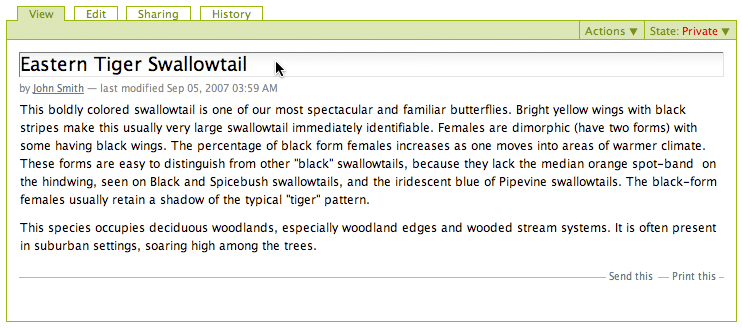 View Edit Sharing History
Actions ▼ State: Private ▼
Eastern Tiger Swallowtail
by John Smith — last modified Sep 05, 2007 03:59 AM
This boldly colored swallowtail is one of our most spectacular and familiar butterflies. Bright yellow wings with black
stripes make this usually very large swallowtail immediately identifiable. Females are dimorphic (have two forms) with
some having black wings. The percentage of black form females increases as one moves into areas of warmer climate.
These forms are easy to distinguish from other "black" swallowtails, because they lack the median orange spot-band on
the hindwing, seen on Black and Spicebush swallowtails, and the iridescent blue of Pipevine swallowtails. The black-form
females usually retain a shadow of the typical "tiger" pattern.
This species occupies deciduous woodlands, especially woodland edges and wooded stream systems. It is often present
in suburban settings, soaring high among the trees.
Send this — Print this –